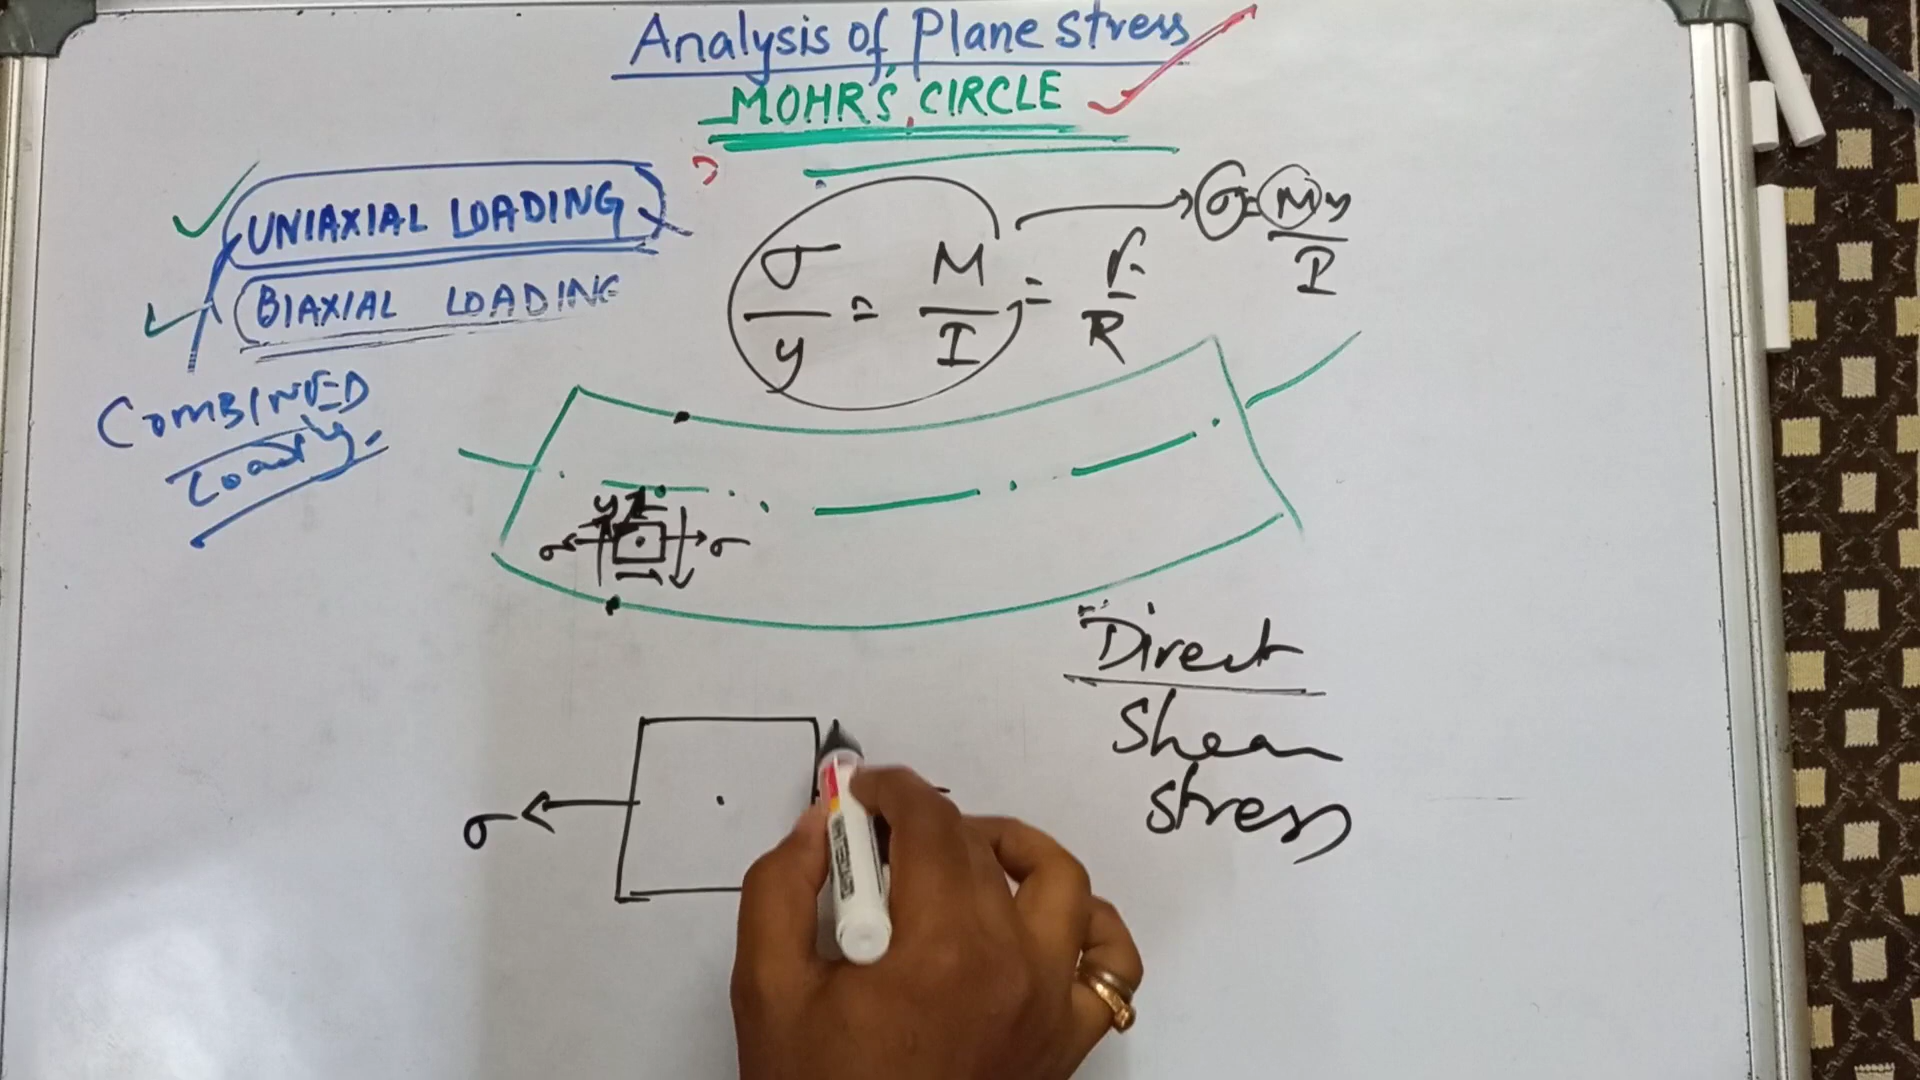 Analysis of Plane Stress
MOHR'S CIRCLE
UNIAXIAL LOADING
BIAXIAL LOADING
COMBINED
Loading
σ/y = M/I = F/R
σ = My/I
y
σ σ
Direct
Shear
Stress
σ